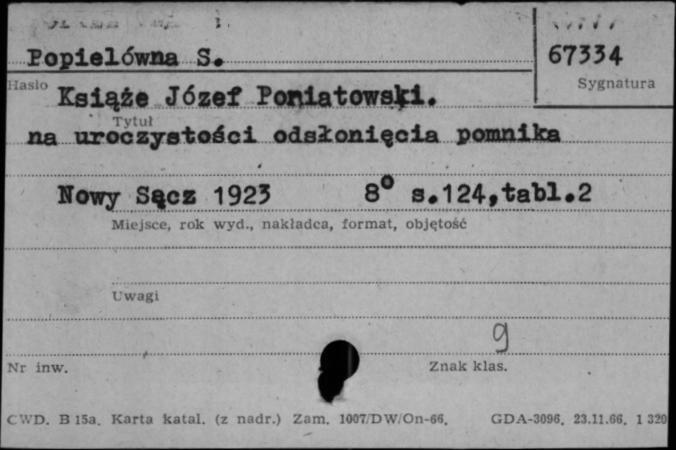 Popielówna S.
67334
Hasło
Sygnatura
Książe Józef Poniatowski.
Tytuł
na uroczystości odsłonięcia pomnika
Nowy Sącz 1923 8° s.124,tabl.2
Miejsce, rok wyd., nakładca, format, objętość
Uwagi
9
Nr inw.
Znak klas.
CWD. B 15a. Karta katal. (z nadr.) Zam. 1007/DW/On-66. GDA-3096. 23.11.66. 1 320